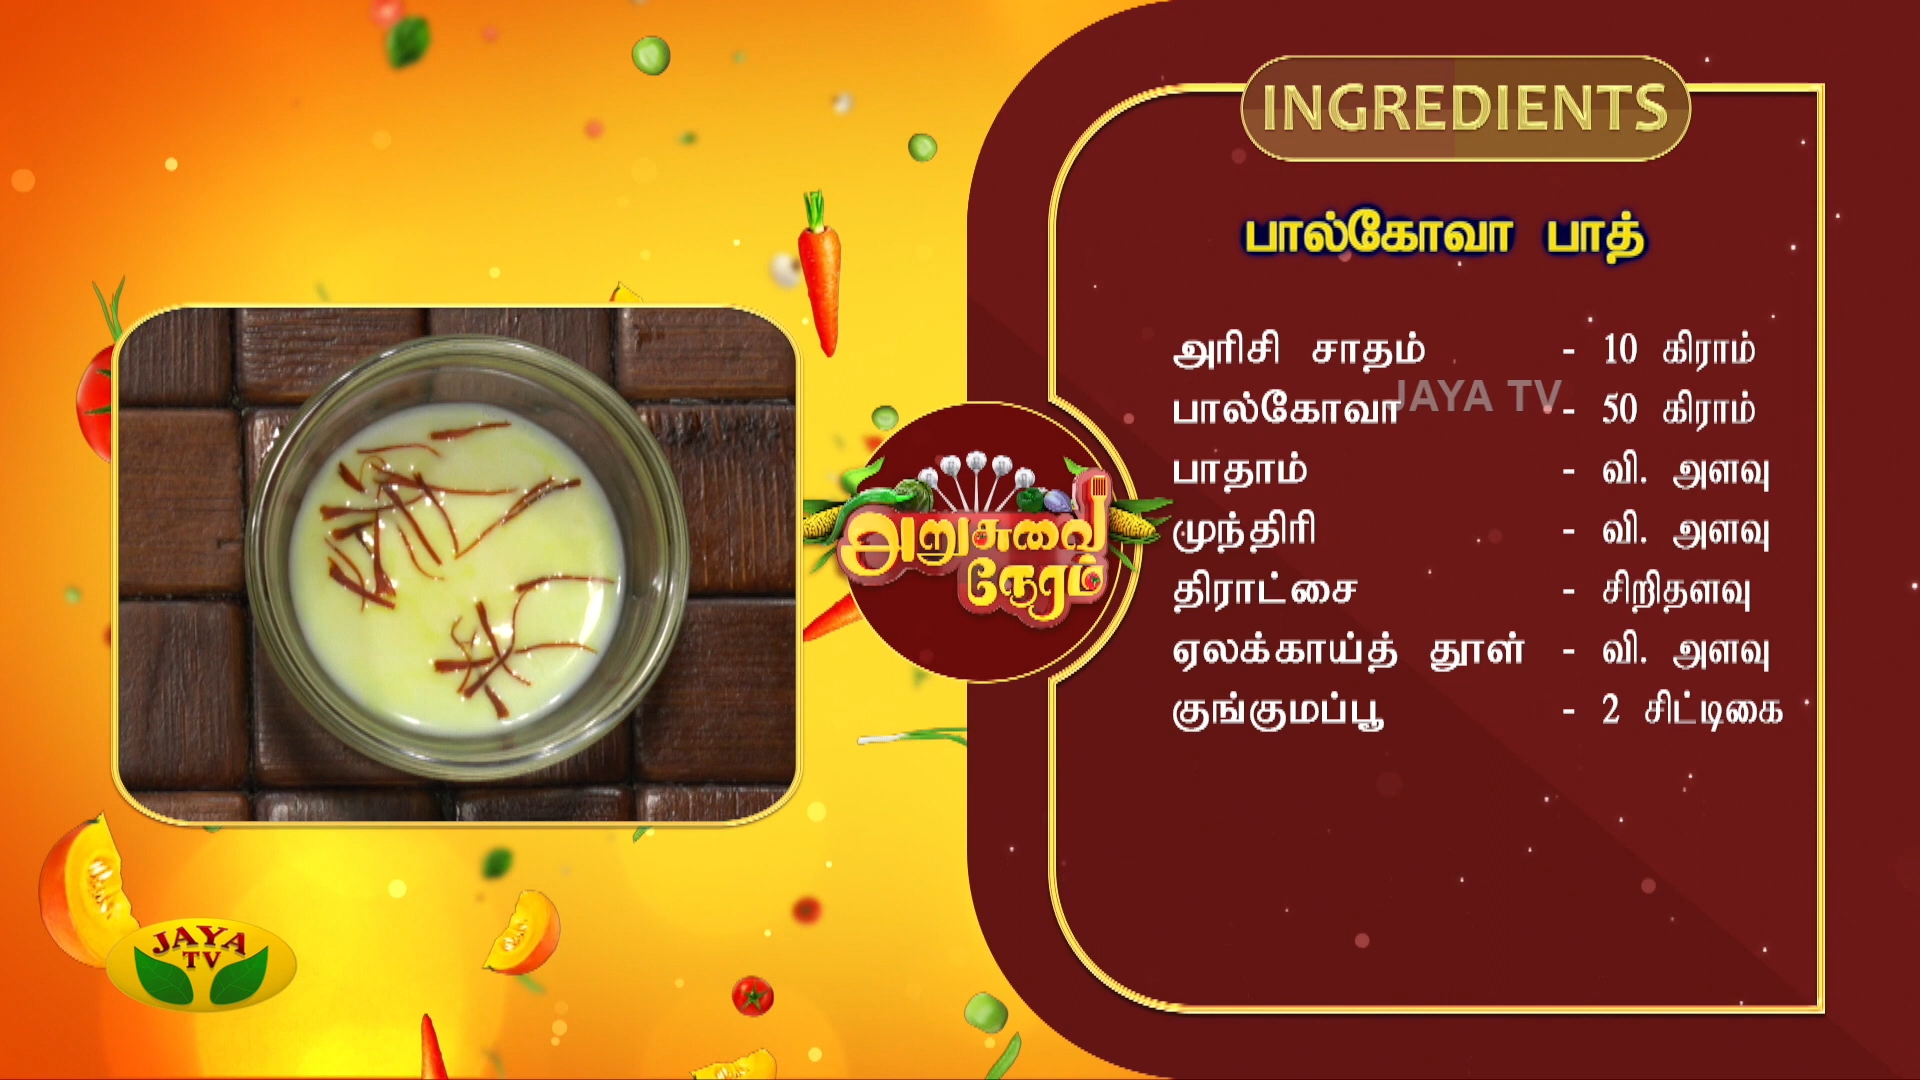 INGREDIENTS
பால்கோவா பாத்
அரிசி சாதம் - 10 கிராம்
பால்கோவா - 50 கிராம்
பாதாம் - வி. அளவு
முந்திரி - வி. அளவு
திராட்சை - சிறிதளவு
ஏலக்காய்த் தூள் - வி. அளவு
குங்குமப்பூ - 2 சிட்டிகை
JAYA TV
அறுசுவை
நேரம்
JAYA
TV